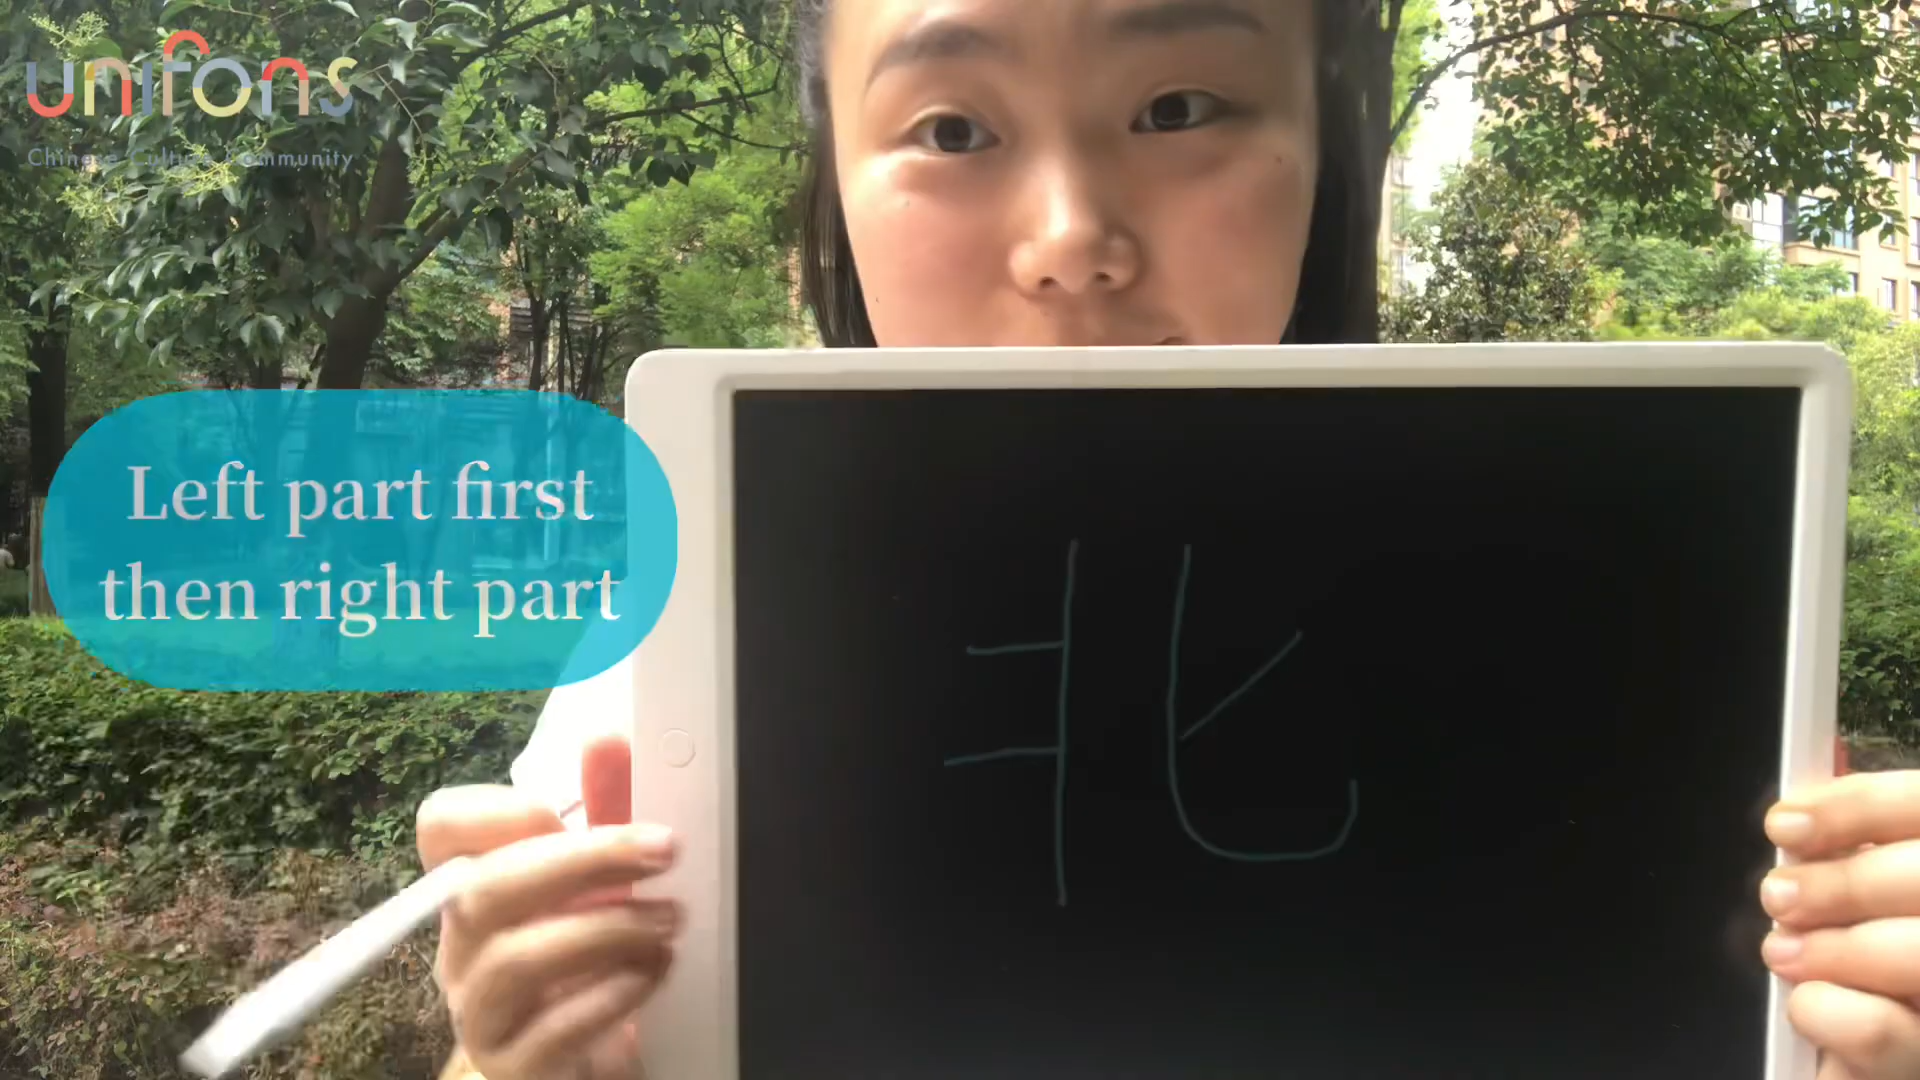 unifons
Chinese Culture Community
Left part first
then right part
北